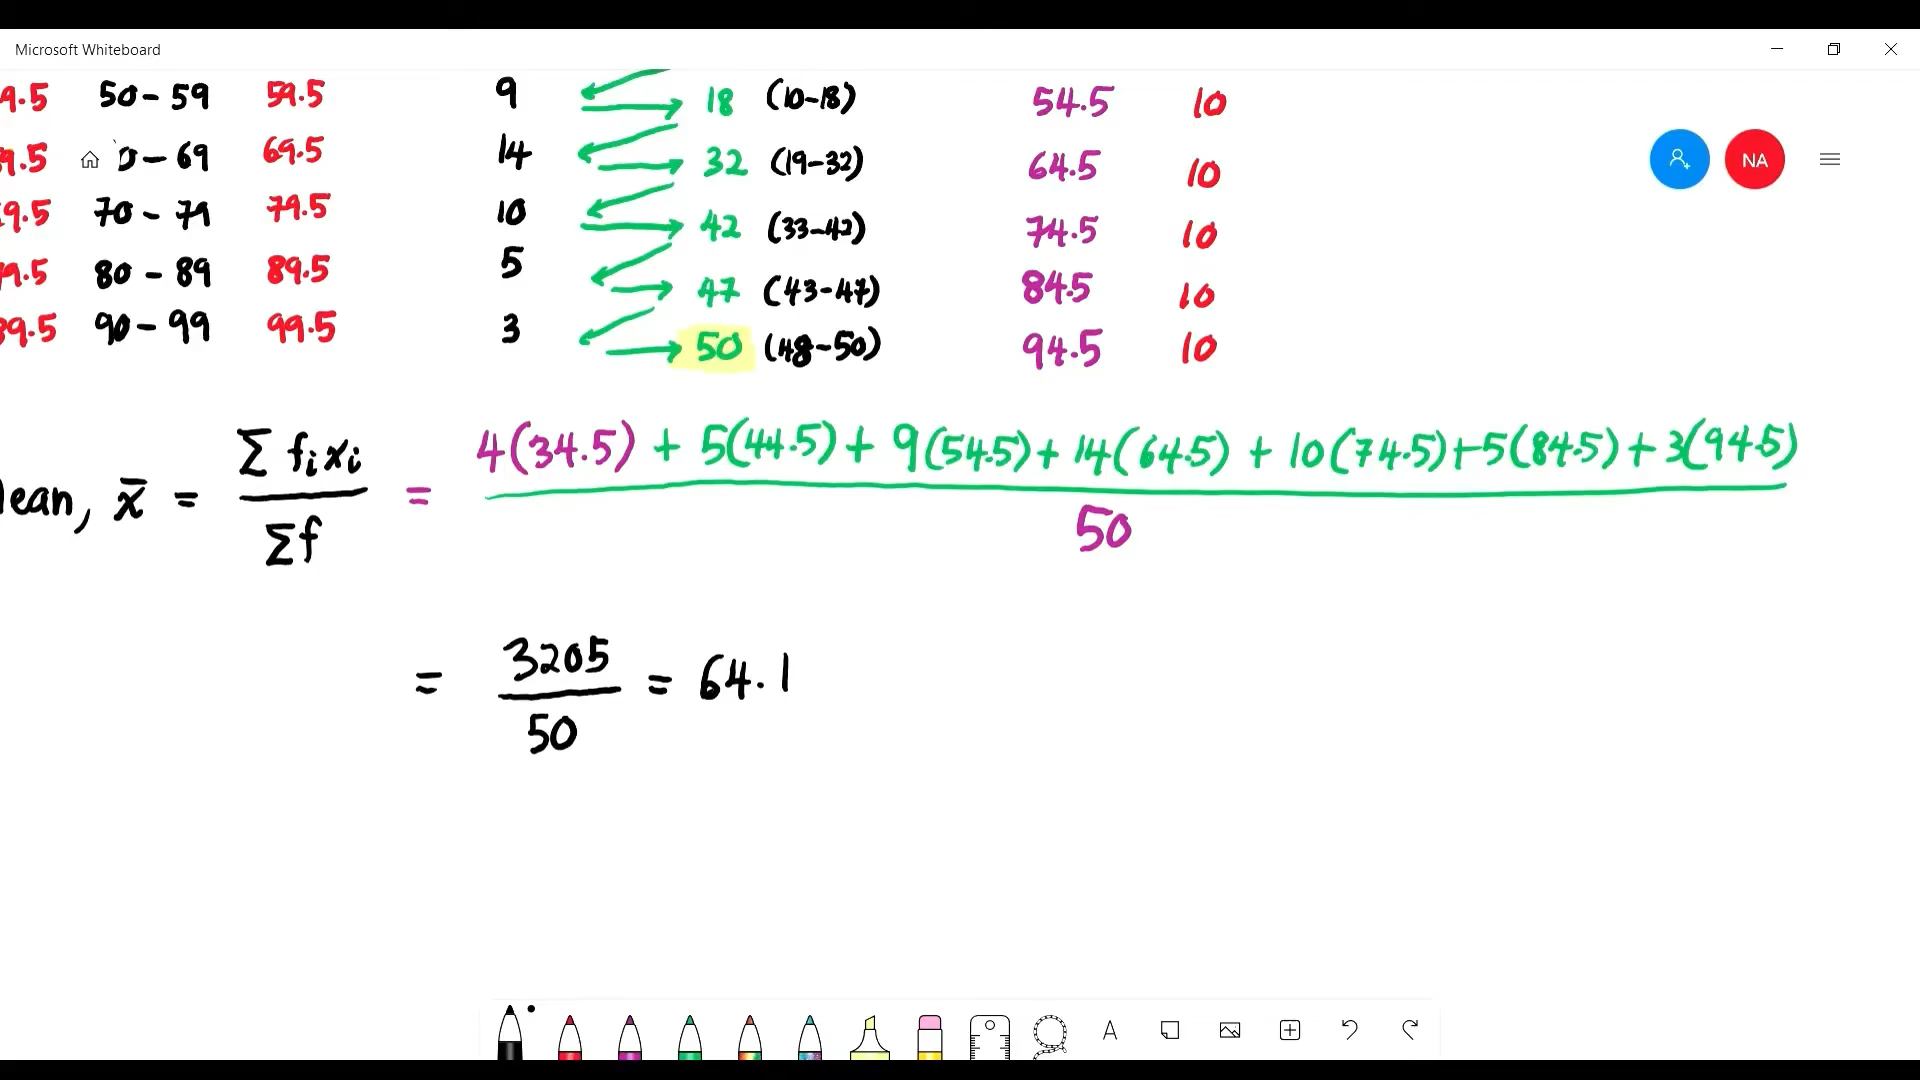 Microsoft Whiteboard
9.5 50-59 59.5 9 18 (10-18) 54.5 10
9.5 0-69 69.5 14 32 (19-32) 64.5 10
NA
9.5 70-79 79.5 10 42 (33-42) 74.5 10
9.5 80-89 89.5 5 47 (43-47) 84.5 10
89.5 90-99 99.5 3 50 (48-50) 94.5 10
ean, x̄ = Σ fᵢxᵢ / Σf = 4(34.5) + 5(44.5) + 9(54.5) + 14(64.5) + 10(74.5) + 5(84.5) + 3(94.5) / 50
= 3205 / 50 = 64.1
A